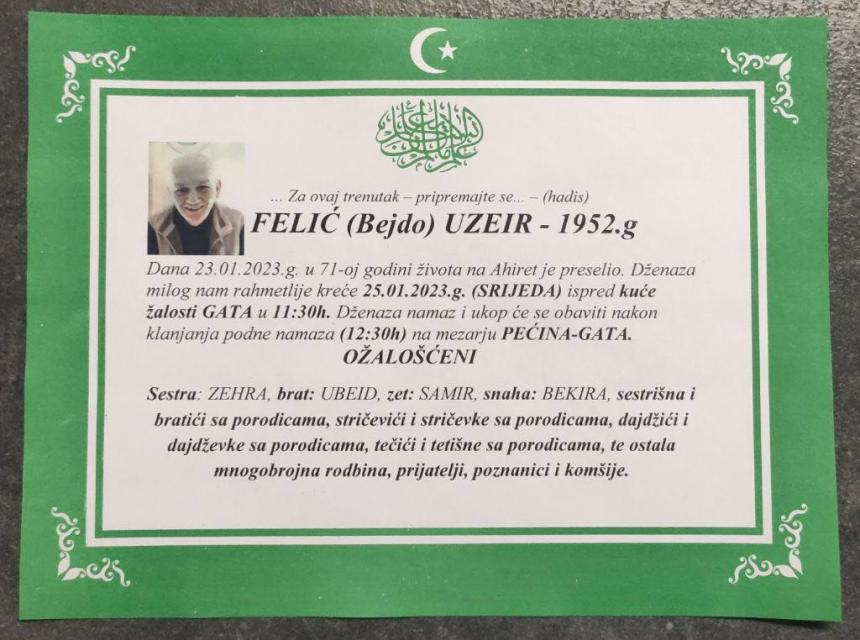 ... Za ovaj trenutak – pripremajte se... – (hadis)
FELIĆ (Bejdo) UZEIR - 1952.g
Dana 23.01.2023.g. u 71-oj godini života na Ahiret je preselio. Dženaza
milog nam rahmetlije kreće 25.01.2023.g. (SRIJEDA) ispred kuće
žalosti GATA u 11:30h. Dženaza namaz i ukop će se obaviti nakon
klanjanja podne namaza (12:30h) na mezarju PEĆINA-GATA.
OŽALOŠĆENI
Sestra: ZEHRA, brat: UBEID, zet: SAMIR, snaha: BEKIRA, sestrišna i
bratići sa porodicama, stričevići i stričevke sa porodicama, dajdžići i
dajdževke sa porodicama, tečići i tetišne sa porodicama, te ostala
mnogobrojna rodbina, prijatelji, poznanici i komšije.